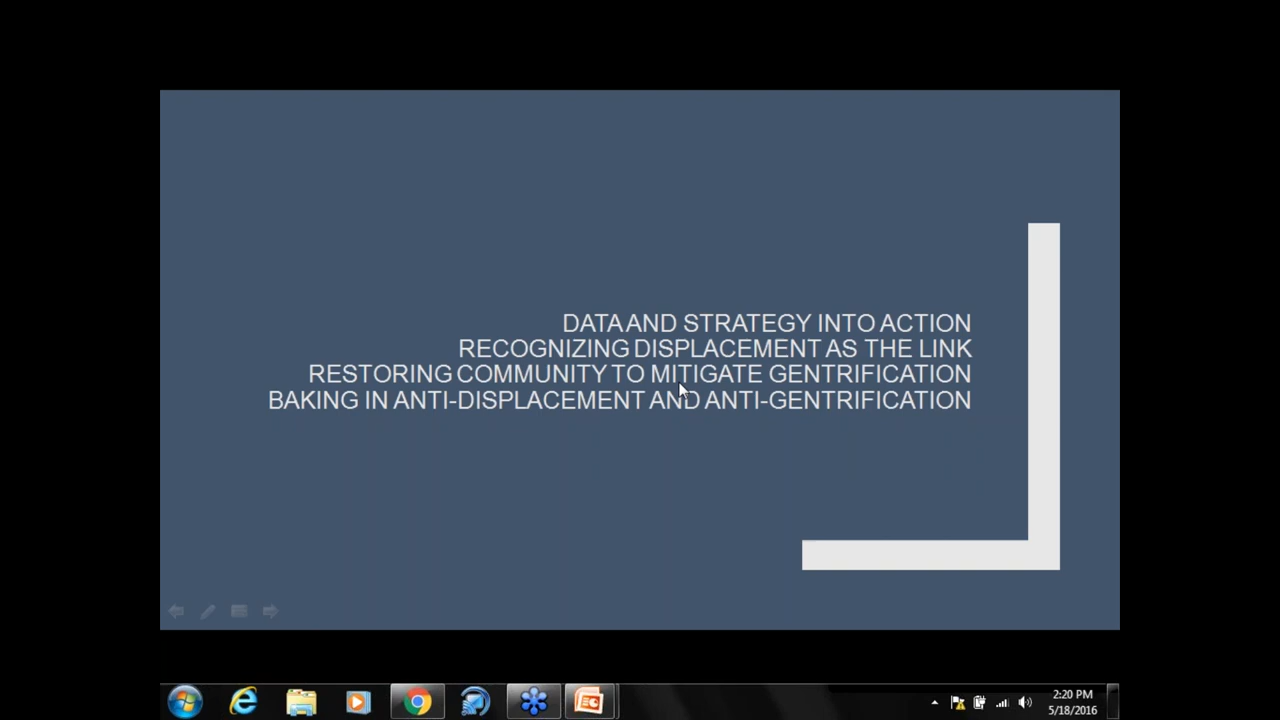 DATA AND STRATEGY INTO ACTION
RECOGNIZING DISPLACEMENT AS THE LINK
RESTORING COMMUNITY TO MITIGATE GENTRIFICATION
BAKING IN ANTI-DISPLACEMENT AND ANTI-GENTRIFICATION
2:20 PM
5/18/2016